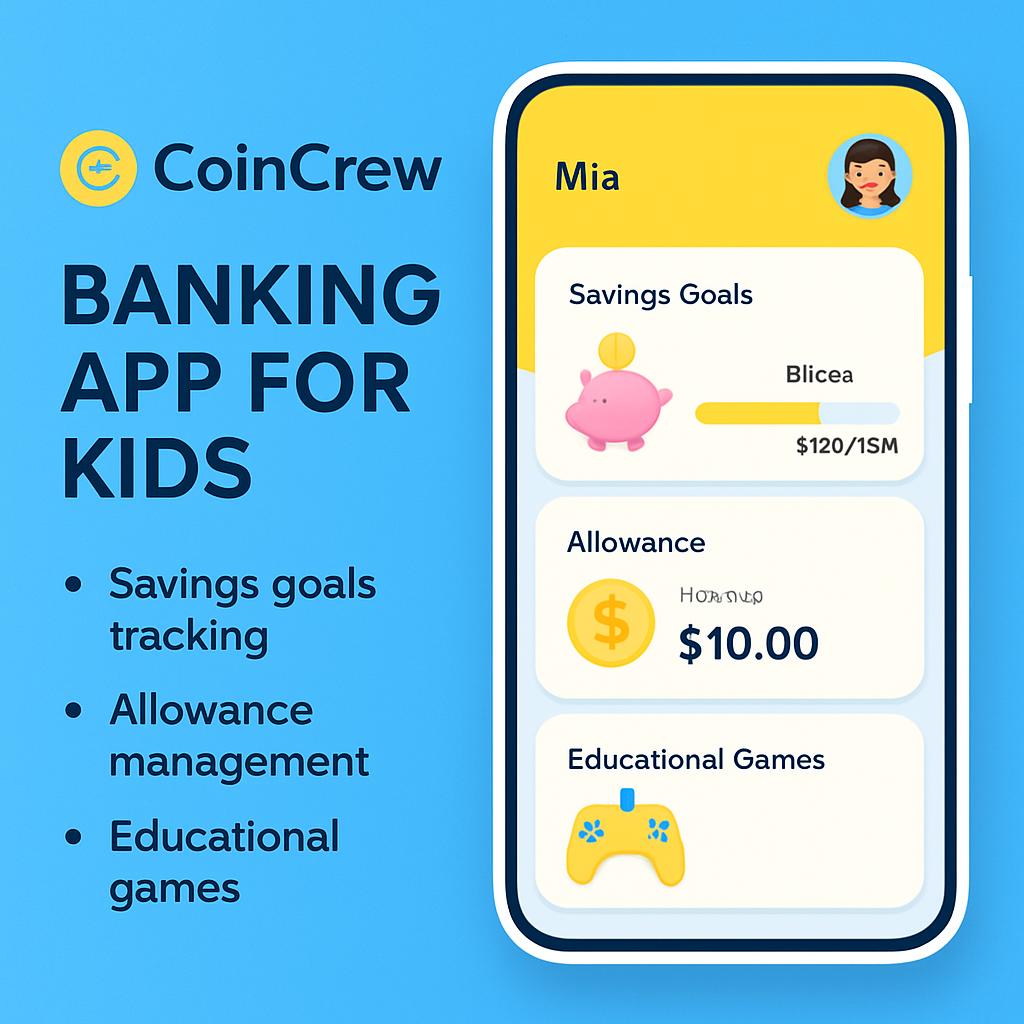 CoinCrew
BANKING
APP FOR
KIDS
• Savings goals
tracking
• Allowance
management
• Educational
games
Mia
Savings Goals
Blicea
$120/1SM
Allowance
$10.00
Educational Games